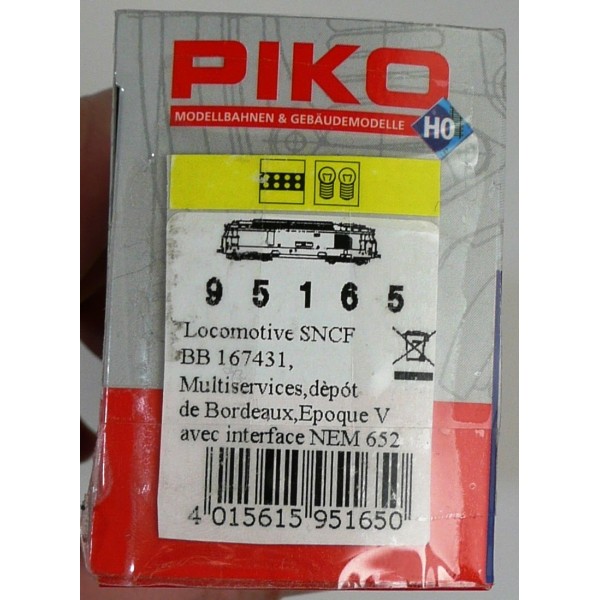 PIKO
MODELLBAHNEN & GEBÄUDEMODELLE
H0
95165
Locomotive SNCF
BB 167431,
Multiservices,dèpót
de Bordeaux,Epoque V
avec interface NEM 652
4 015615 951650